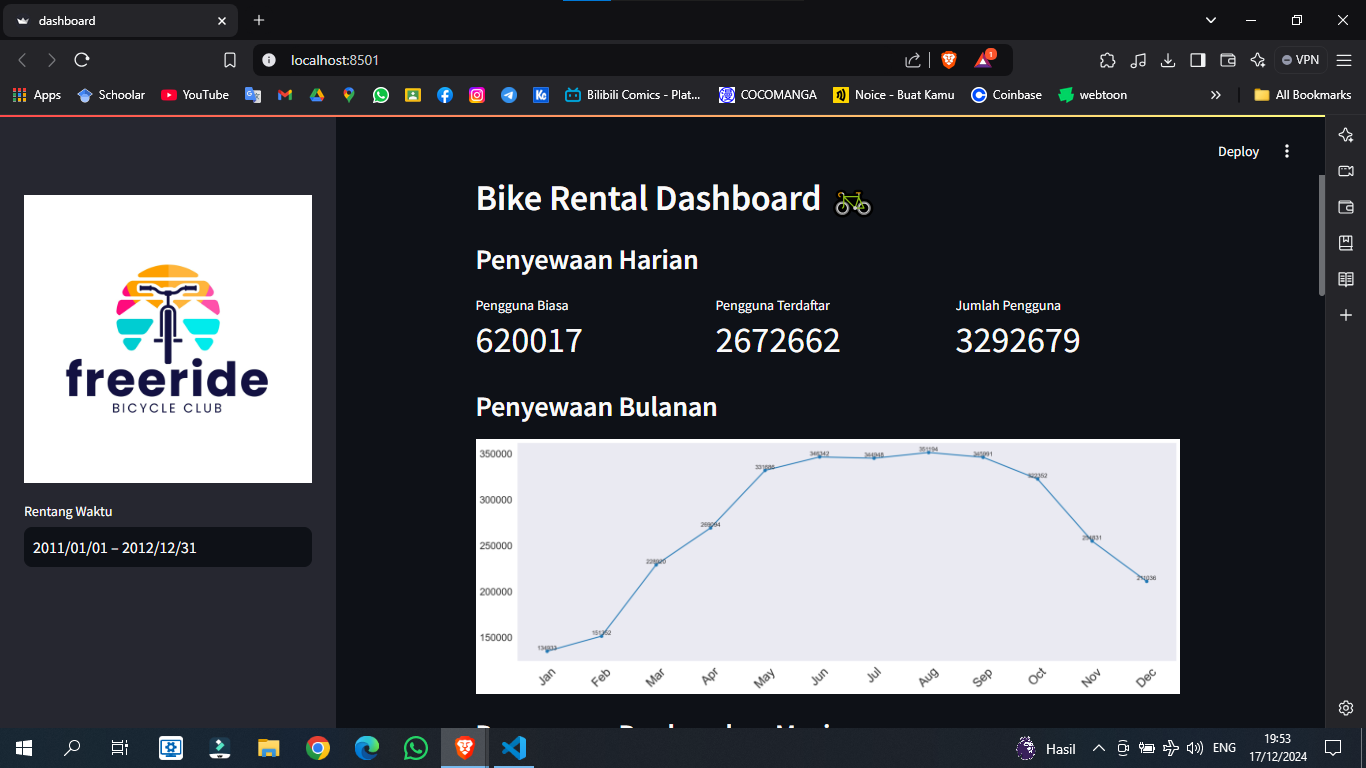 dashboard
localhost:8501
1
VPN
Apps
Schoolar
YouTube
Bilibili Comics - Plat...
COCOMANGA
Noice - Buat Kamu
Coinbase
webtoon
All Bookmarks
Deploy
freeride
BICYCLE CLUB
Rentang Waktu
2011/01/01 – 2012/12/31
Bike Rental Dashboard
Penyewaan Harian
Pengguna Biasa
620017
Pengguna Terdaftar
2672662
Jumlah Pengguna
3292679
Penyewaan Bulanan
350000
300000
250000
200000
150000
134933
151352
228920
269094
331686
346342
344948
351194
345991
322352
254831
211036
Jan
Feb
Mar
Apr
May
Jun
Jul
Aug
Sep
Oct
Nov
Dec
Hasil
ENG
19:53
17/12/2024